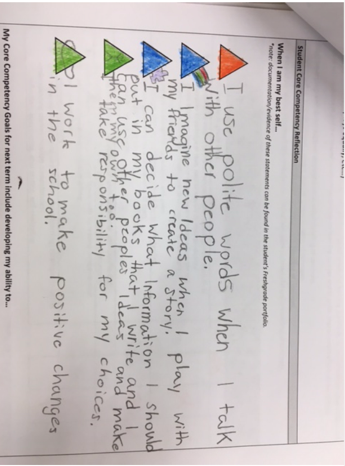 Student Core Competency Reflection
When I am my best self...
*note: documentation/evidence of these statements can be found in the student's Freshgrade portfolio.
I use polite words when I talk
with other people.
I Imagine new Ideas when I play with
my friends to create a story.
I can decide what Information I should
put in my books that I write and I
Can use other peoples Ideas and make
them my own
take responsibility for my choices.
I work to make positive changes
in the school.
My Core Competency Goals for next term include developing my ability to...